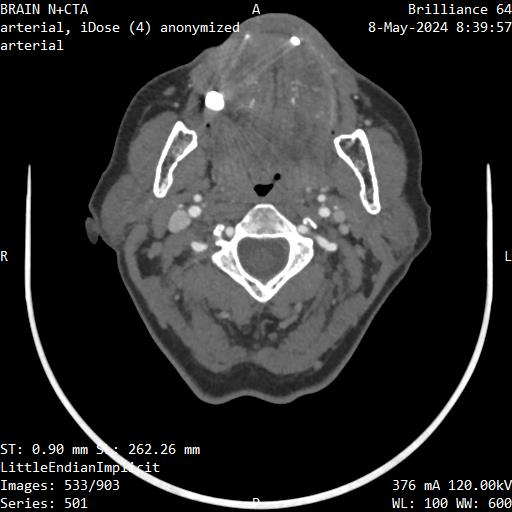 BRAIN N+CTA
A
Brilliance 64
arterial, iDose (4) anonymized
8-May-2024 8:39:57
arterial
R
L
ST: 0.90 mm SL: 262.26 mm
LittleEndianImplicit
Images: 533/903
376 mA 120.00kV
Series: 501
P
WL: 100 WW: 600